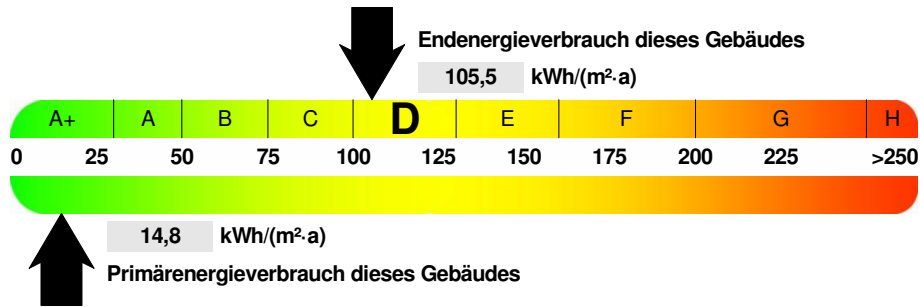 Endenergieverbrauch dieses Gebäudes
105,5 kWh/(m²·a)
A+ A B C D E F G H
0 25 50 75 100 125 150 175 200 225 >250
14,8 kWh/(m²·a)
Primärenergieverbrauch dieses Gebäudes